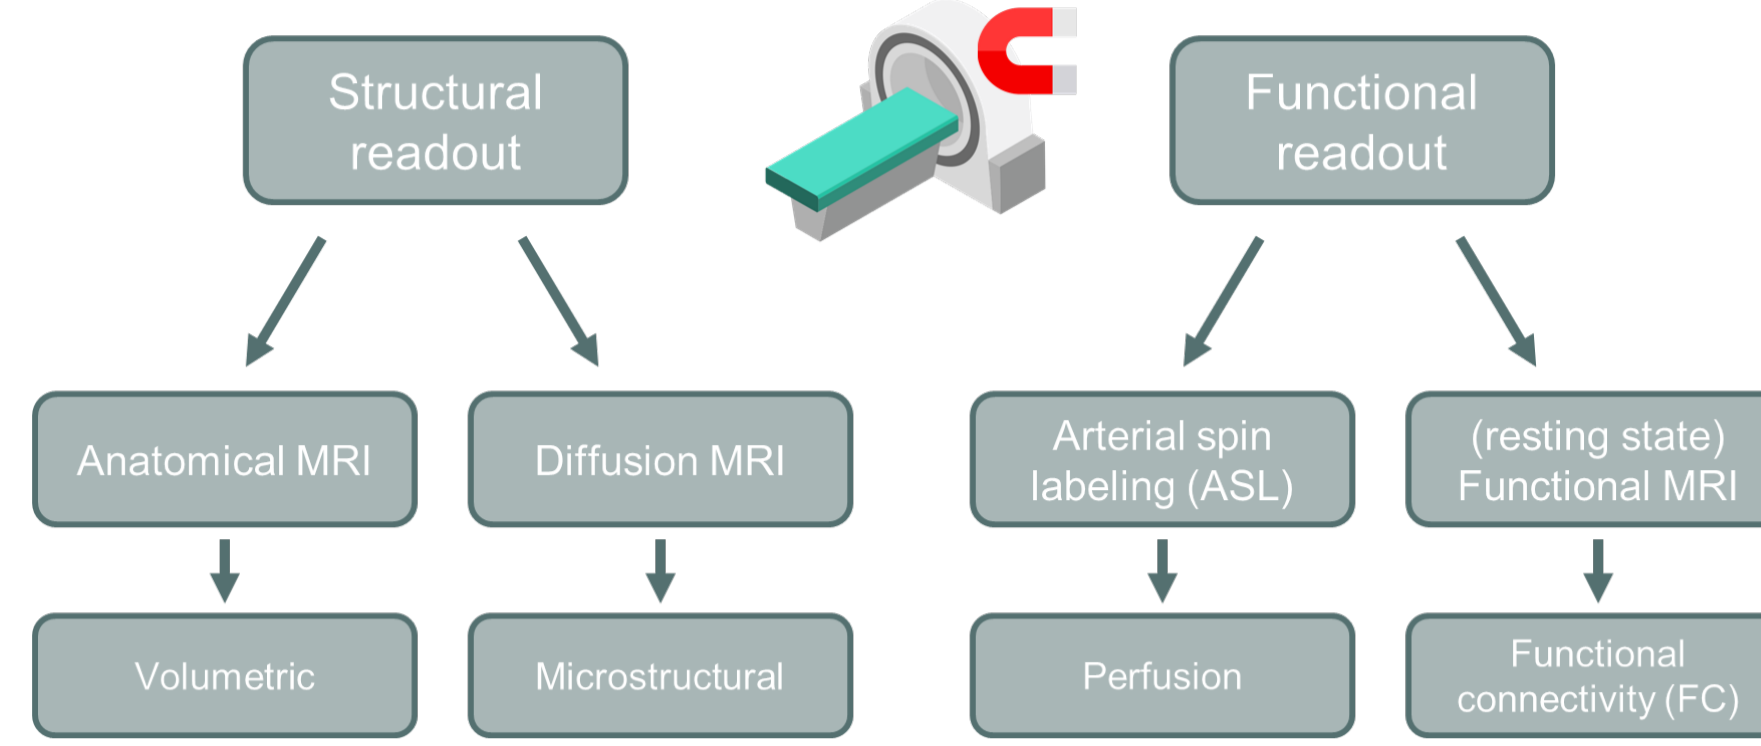 Structural
readout
Functional
readout
Anatomical MRI
Diffusion MRI
Arterial spin
labeling (ASL)
(resting state)
Functional MRI
Volumetric
Microstructural
Perfusion
Functional
connectivity (FC)